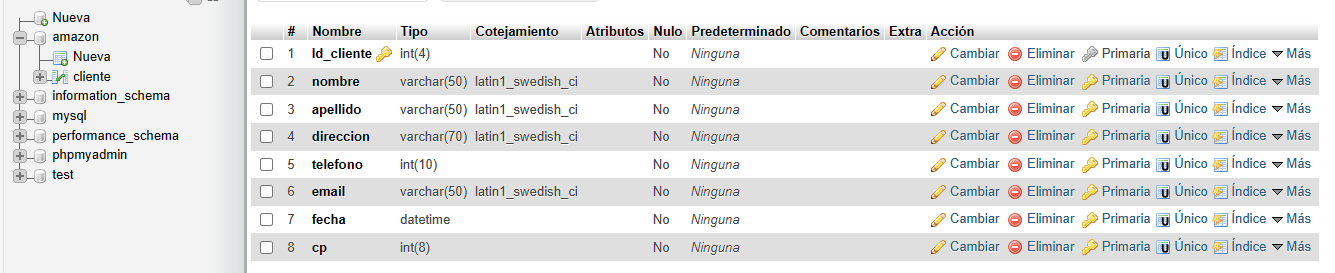 Nueva
amazon
Nueva
cliente
information_schema
mysql
performance_schema
phpmyadmin
test
# Nombre Tipo Cotejamiento Atributos Nulo Predeterminado Comentarios Extra Acción
1 Id_cliente int(4) No Ninguna Cambiar Eliminar Primaria Único Índice Más
2 nombre varchar(50) latin1_swedish_ci No Ninguna Cambiar Eliminar Primaria Único Índice Más
3 apellido varchar(50) latin1_swedish_ci No Ninguna Cambiar Eliminar Primaria Único Índice Más
4 direccion varchar(70) latin1_swedish_ci No Ninguna Cambiar Eliminar Primaria Único Índice Más
5 telefono int(10) No Ninguna Cambiar Eliminar Primaria Único Índice Más
6 email varchar(50) latin1_swedish_ci No Ninguna Cambiar Eliminar Primaria Único Índice Más
7 fecha datetime No Ninguna Cambiar Eliminar Primaria Único Índice Más
8 cp int(8) No Ninguna Cambiar Eliminar Primaria Único Índice Más